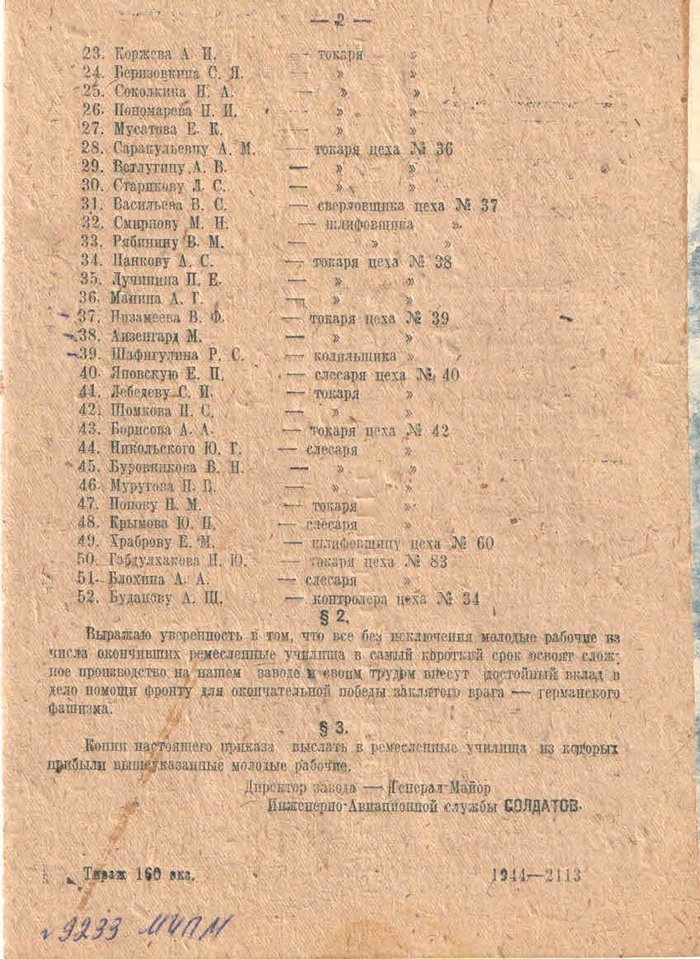 — 2 —
23. Коржева А. И. — токаря »
24. Беризовкина С. Я. — » »
25. Соколкина Н. А. — » »
26. Пономарева Н. И. — » »
27. Мусатова Е. К. — » »
28. Саракульевну А. М. — токаря цеха № 36
29. Ветлугину А. В. — » »
30. Старикову Л. С. — » »
31. Васильева В. С. — сверловщика цеха № 37
32. Смирнову М. Н. — шлифовщика »
33. Рябинину В. М. — » »
34. Панкову А. С. — токаря цеха № 38
35. Лучинина П. Е. — » »
36. Манина А. Г. — » »
37. Низамеева В. Ф. — токаря цеха № 39
38. Айзенгард М. — » »
39. Шафигулина Р. С. — колильщика »
40. Яповскую Е. П. — слесаря цеха № 40
41. Лебедеву С. И. — токаря »
42. Шомкова П. С. — » »
43. Борисова А. А. — токаря цеха № 42
44. Никольского Ю. Г. — слесаря »
45. Буровникова В. Н. — » »
46. Муругова П. В. — » »
47. Попову Н. М. — токаря »
48. Крымова Ю. П. — слесаря »
49. Храброву Е. М. — шлифовщицу цеха № 60
50. Габдулхакова Н. Ю. — токаря цеха № 83
51. Блохина А. А. — слесаря »
52. Буданову А. Ш. — контролера цеха № 34
§ 2.
Выражаю уверенность в том, что все без исключения молодые рабочие из
числа окончивших ремесленные училища в самый короткий срок освоят слож-
ное производство на нашем заводе и своим трудом внесут достойный вклад в
дело помощи фронту для окончательной победы заклятого врага — германского
фашизма.
§ 3.
Копии настоящего приказа выслать в ремесленные училища из которых
прибыли вышеуказанные молодые рабочие.
Директор завода — Генерал-Майор
Инженерно-Авиационной службы СОЛДАТОВ.
Тираж 160 экз. 1944—2113
9233 МЧПМ